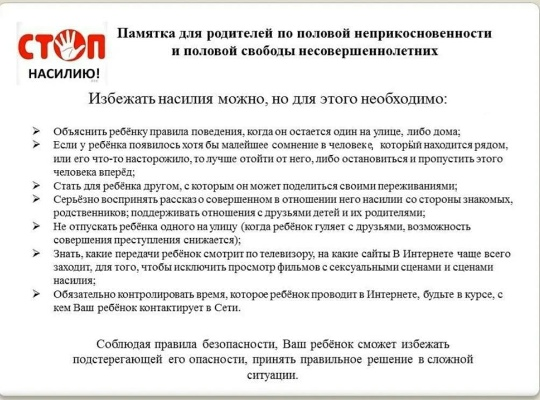 СТОП
НАСИЛИЮ!
Памятка для родителей по половой неприкосновенности
и половой свободы несовершеннолетних
Избежать насилия можно, но для этого необходимо:
➢ Объяснить ребёнку правила поведения, когда он остается один на улице, либо дома;
➢ Если у ребёнка появилось хотя бы малейшее сомнение в человеке, который находится рядом,
или его что-то насторожило, то лучше отойти от него, либо остановиться и пропустить этого
человека вперёд;
➢ Стать для ребёнка другом, с которым он может поделиться своими переживаниями;
➢ Серьёзно воспринять рассказ о совершенном в отношении него насилии со стороны знакомых,
родственников; поддерживать отношения с друзьями детей и их родителями;
➢ Не отпускать ребёнка одного на улицу (когда ребёнок гуляет с друзьями, возможность
совершения преступления снижается);
➢ Знать, какие передачи ребёнок смотрит по телевизору, на какие сайты В Интернете чаще всего
заходит, для того, чтобы исключить просмотр фильмов с сексуальными сценами и сценами
насилия;
➢ Обязательно контролировать время, которое ребёнок проводит в Интернете, будьте в курсе, с
кем Ваш ребёнок контактирует в Сети.
Соблюдая правила безопасности, Ваш ребёнок сможет избежать
подстерегающей его опасности, принять правильное решение в сложной
ситуации.